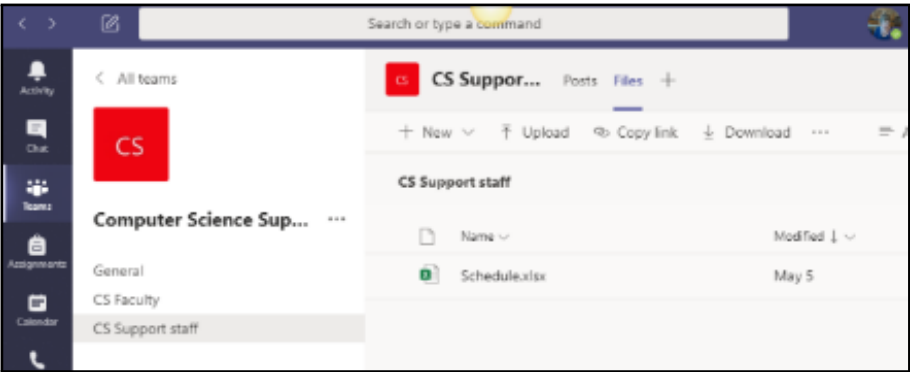 Search or type a command
Activity
Chat
Teams
Assignments
Calendar
All teams
CS
Computer Science Sup... ...
General
CS Faculty
CS Support staff
CS CS Suppor... Posts Files +
+ New Upload Copy link Download ...
CS Support staff
Name Modified ↓
Schedule.xlsx May 5